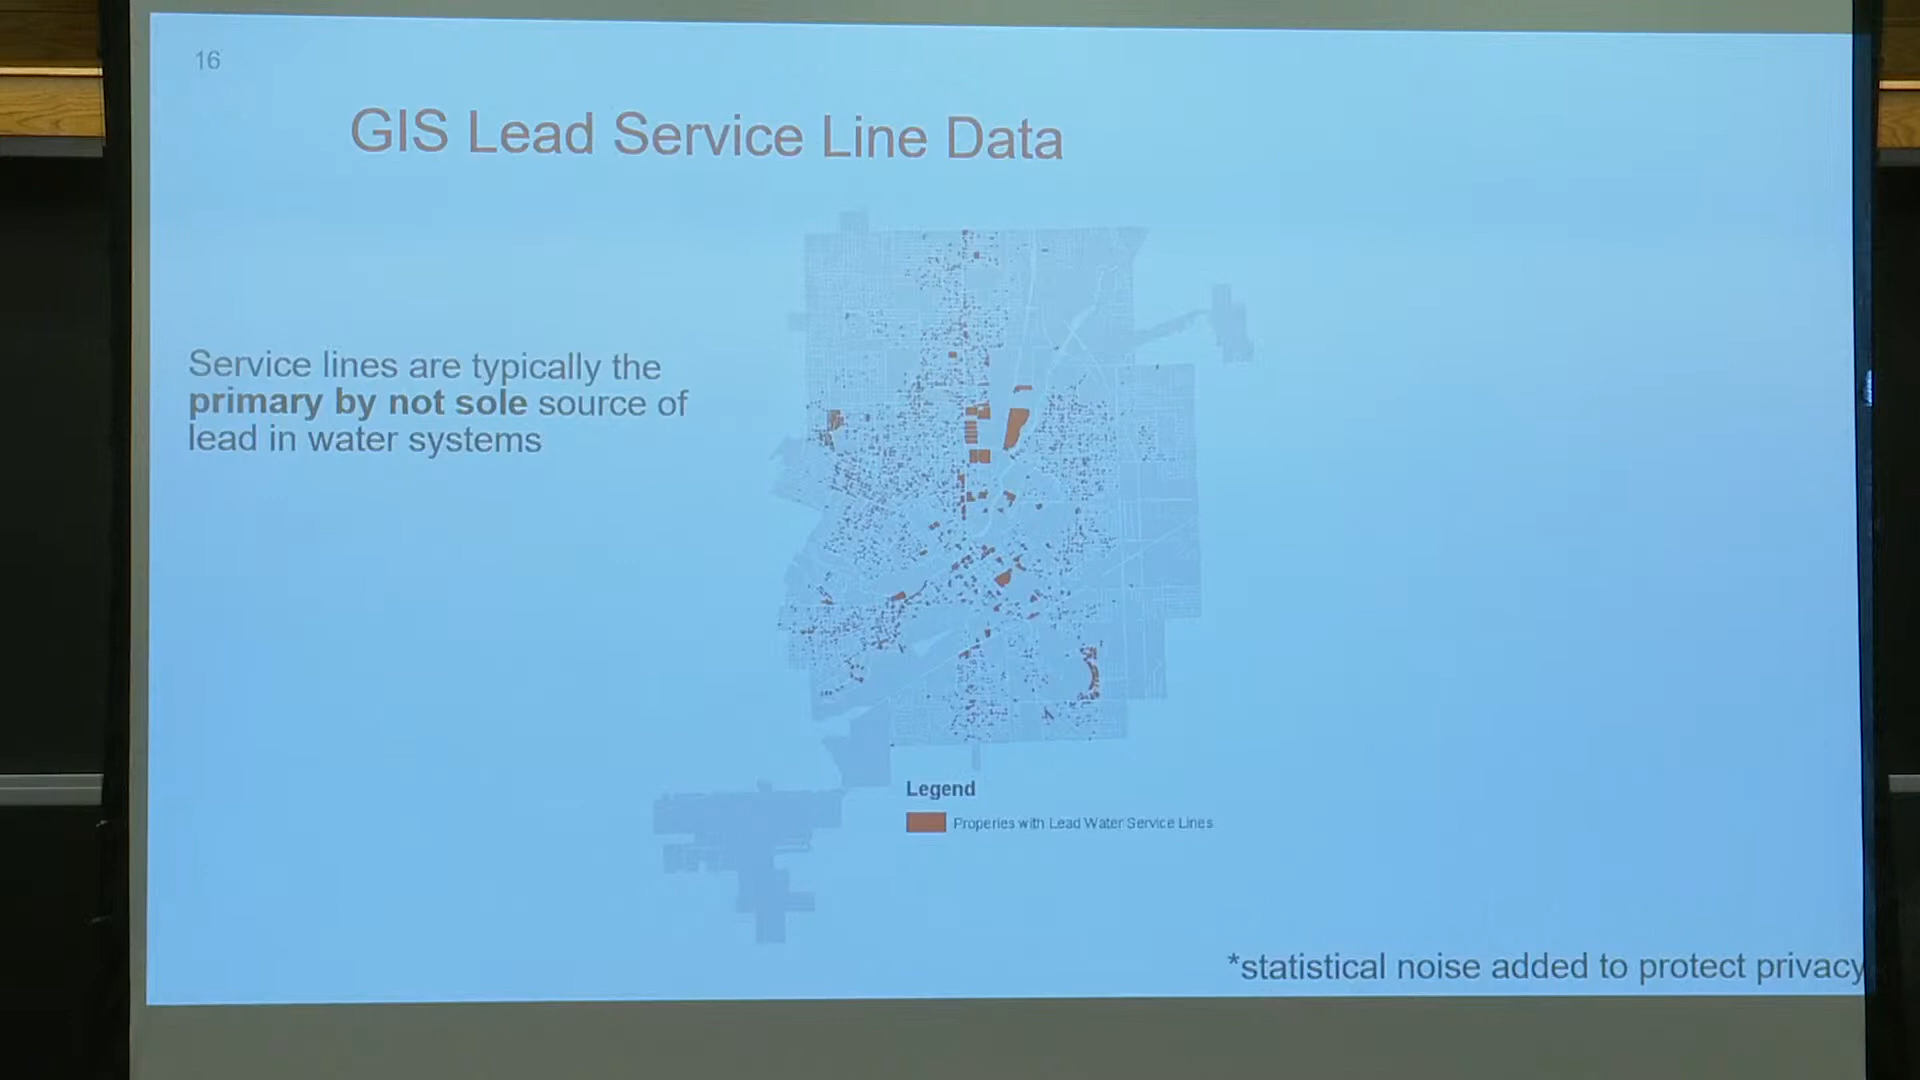 16
GIS Lead Service Line Data
Service lines are typically the
primary by not sole source of
lead in water systems
Legend
Properies with Lead Water Service Lines
*statistical noise added to protect privacy